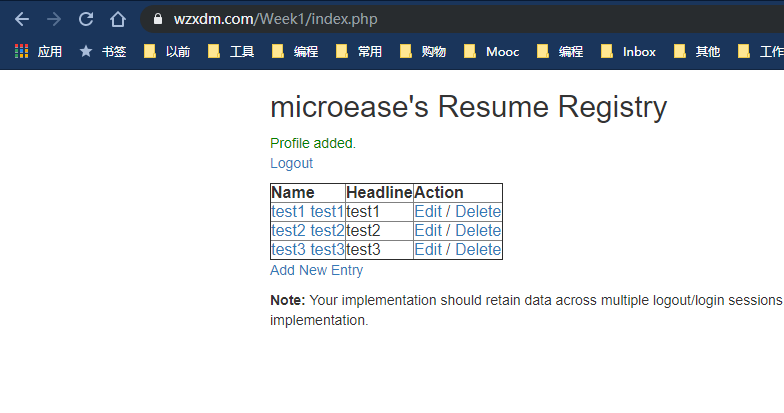 wzxdm.com/Week1/index.php
应用 书签 以前 工具 编程 常用 购物 Mooc 编程 Inbox 其他 工作
microease's Resume Registry
Profile added.
Logout
Name Headline Action
test1 test1 test1 Edit / Delete
test2 test2 test2 Edit / Delete
test3 test3 test3 Edit / Delete
Add New Entry
Note: Your implementation should retain data across multiple logout/login sessions
implementation.